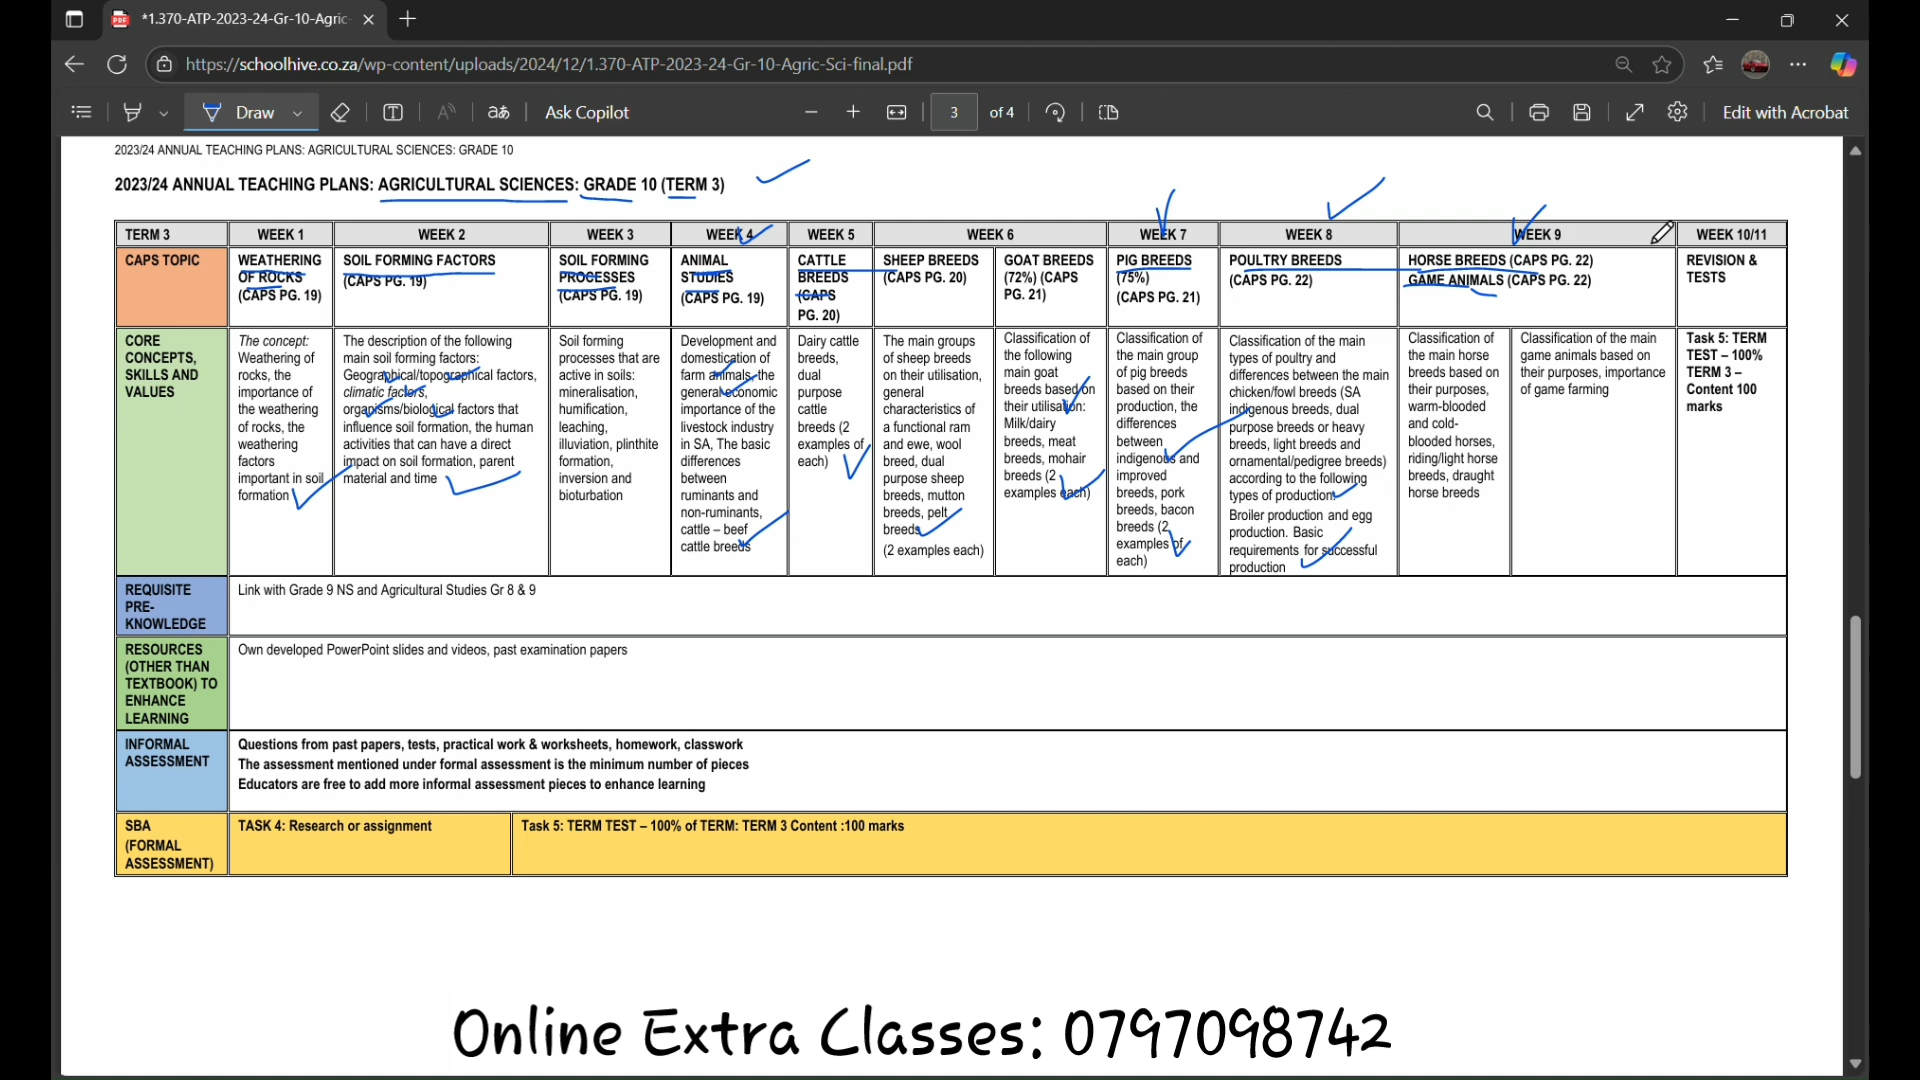 *1.370-ATP-2023-24-Gr-10-Agric-
https://schoolhive.co.za/wp-content/uploads/2024/12/1.370-ATP-2023-24-Gr-10-Agric-Sci-final.pdf
Draw
aあ
Ask Copilot
3 of 4
Edit with Acrobat
2023/24 ANNUAL TEACHING PLANS: AGRICULTURAL SCIENCES: GRADE 10
2023/24 ANNUAL TEACHING PLANS: AGRICULTURAL SCIENCES: GRADE 10 (TERM 3)
TERM 3
WEEK 1
WEEK 2
WEEK 3
WEEK 4
WEEK 5
WEEK 6
WEEK 7
WEEK 8
WEEK 9
WEEK 10/11
CAPS TOPIC
WEATHERING
OF ROCKS
(CAPS PG. 19)
SOIL FORMING FACTORS
(CAPS PG. 19)
SOIL FORMING
PROCESSES
(CAPS PG. 19)
ANIMAL
STUDIES
(CAPS PG. 19)
CATTLE
BREEDS
(CAPS
PG. 20)
SHEEP BREEDS
(CAPS PG. 20)
GOAT BREEDS
(72%) (CAPS
PG. 21)
PIG BREEDS
(75%)
(CAPS PG. 21)
POULTRY BREEDS
(CAPS PG. 22)
HORSE BREEDS (CAPS PG. 22)
GAME ANIMALS (CAPS PG. 22)
REVISION &
TESTS
CORE
CONCEPTS,
SKILLS AND
VALUES
The concept:
Weathering of
rocks, the
importance of
the weathering
of rocks, the
weathering
factors
important in soil
formation
The description of the following
main soil forming factors:
Geographical/topographical factors,
climatic factors,
organisms/biological factors that
influence soil formation, the human
activities that can have a direct
impact on soil formation, parent
material and time
Soil forming
processes that are
active in soils:
mineralisation,
humification,
leaching,
illuviation, plinthite
formation,
inversion and
bioturbation
Development and
domestication of
farm animals, the
general economic
importance of the
livestock industry
in SA, The basic
differences
between
ruminants and
non-ruminants,
cattle – beef
cattle breeds
Dairy cattle
breeds,
dual
purpose
cattle
breeds (2
examples of
each)
The main groups
of sheep breeds
on their utilisation,
general
characteristics of
a functional ram
and ewe, wool
breed, dual
purpose sheep
breeds, mutton
breeds, pelt
breeds
(2 examples each)
Classification of
the following
main goat
breeds based on
their utilisation:
Milk/dairy
breeds, meat
breeds, mohair
breeds (2
examples each)
Classification of
the main group
of pig breeds
based on their
production, the
differences
between
indigenous and
improved
breeds, pork
breeds, bacon
breeds (2
examples of
each)
Classification of the main
types of poultry and
differences between the main
chicken/fowl breeds (SA
indigenous breeds, dual
purpose breeds or heavy
breeds, light breeds and
ornamental/pedigree breeds)
according to the following
types of production:
Broiler production and egg
production. Basic
requirements for successful
production
Classification of
the main horse
breeds based on
their purposes,
warm-blooded
and cold-
blooded horses,
riding/light horse
breeds, draught
horse breeds
Classification of the main
game animals based on
their purposes, importance
of game farming
Task 5: TERM
TEST – 100%
TERM 3 –
Content 100
marks
REQUISITE
PRE-
KNOWLEDGE
Link with Grade 9 NS and Agricultural Studies Gr 8 & 9
RESOURCES
(OTHER THAN
TEXTBOOK) TO
ENHANCE
LEARNING
Own developed PowerPoint slides and videos, past examination papers
INFORMAL
ASSESSMENT
Questions from past papers, tests, practical work & worksheets, homework, classwork
The assessment mentioned under formal assessment is the minimum number of pieces
Educators are free to add more informal assessment pieces to enhance learning
SBA
(FORMAL
ASSESSMENT)
TASK 4: Research or assignment
Task 5: TERM TEST – 100% of TERM: TERM 3 Content :100 marks
Online Extra Classes: 0797098742